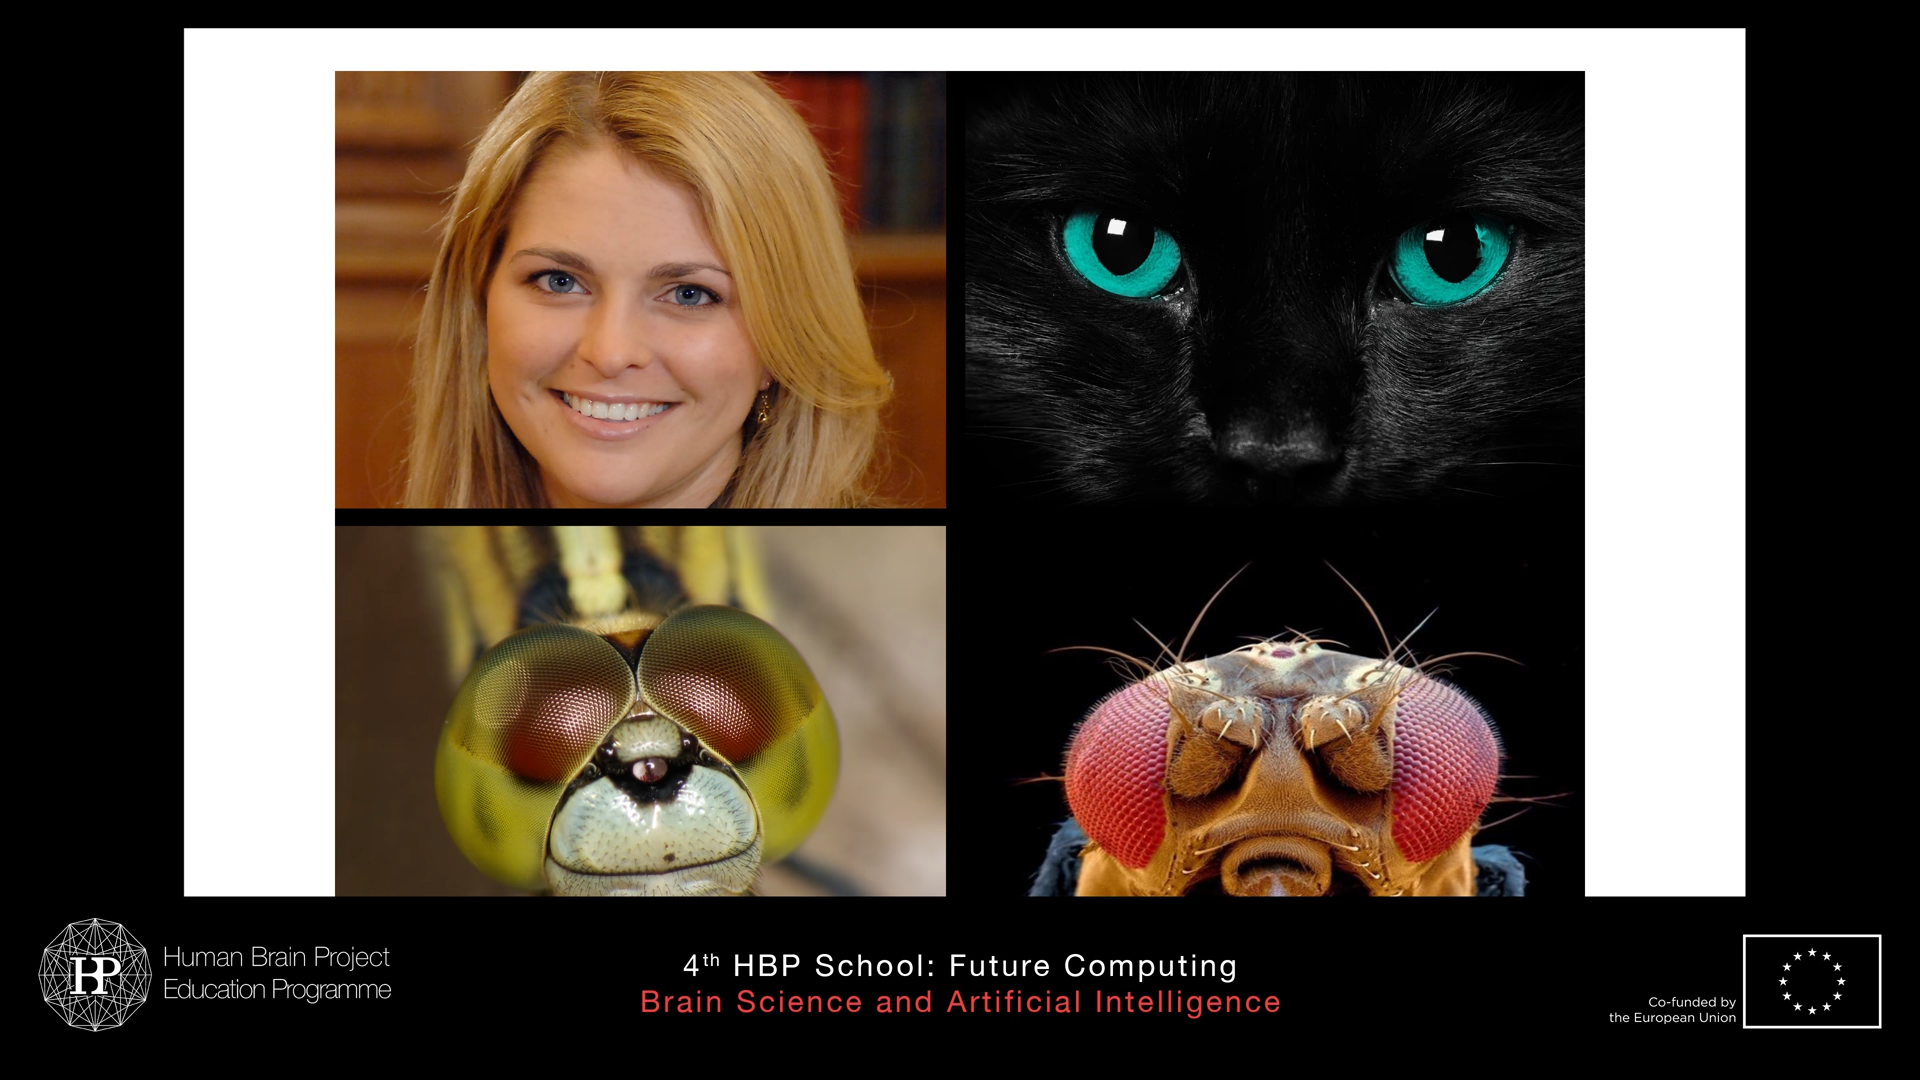 HP
Human Brain Project
Education Programme
4th HBP School: Future Computing
Brain Science and Artificial Intelligence
Co-funded by
the European Union